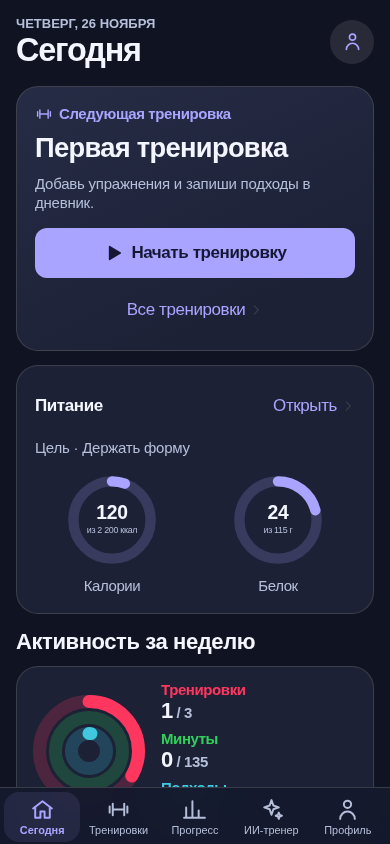 ЧЕТВЕРГ, 26 НОЯБРЯ
Сегодня
Следующая тренировка
Первая тренировка
Добавь упражнения и запиши подходы в
дневник.
Начать тренировку
Все тренировки
Питание
Открыть
Цель · Держать форму
120
из 2 200 ккал
24
из 115 г
Калории
Белок
Активность за неделю
Тренировки
1 / 3
Минуты
0 / 135
Подходы
Сегодня
Тренировки
Прогресс
ИИ-тренер
Профиль